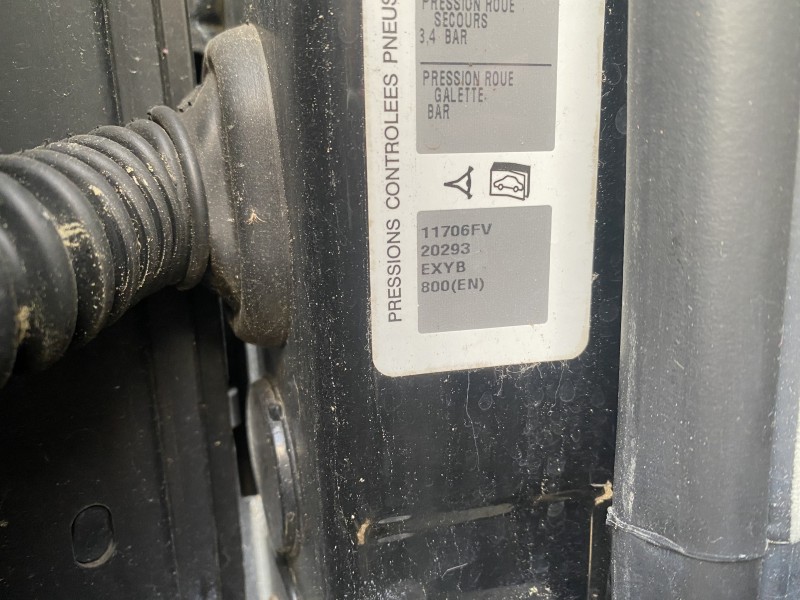 PRESSION ROUE
SECOURS
3,4 BAR
PRESSION ROUE
GALETTE
BAR
PRESSIONS CONTROLEES PNEUS
11706FV
20293
EXYB
800(EN)